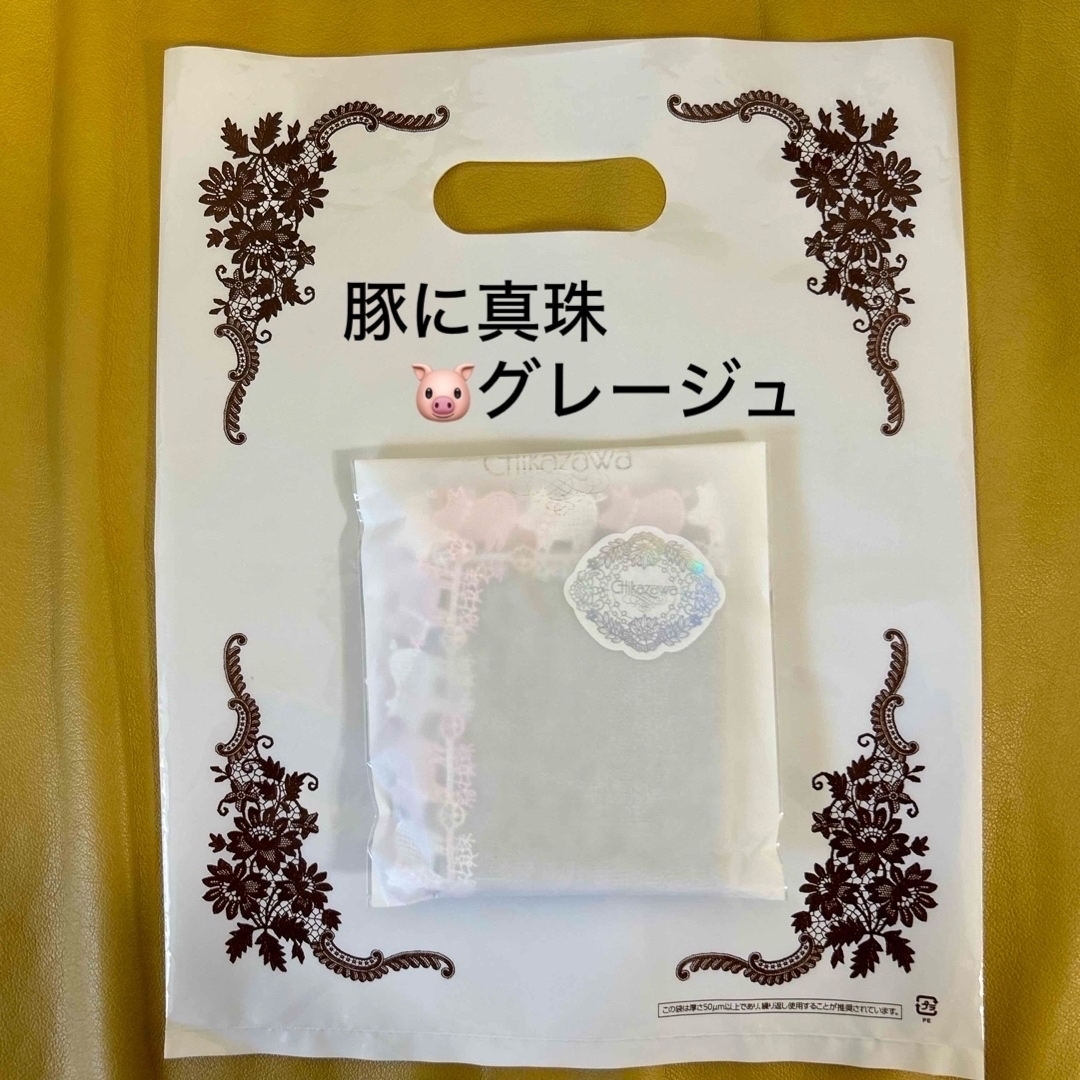 豚に真珠
🐷グレージュ
Chikazawa
Chikazawa
この袋は厚さ50μm以上であり、繰り返し使用することが推奨されています。
プラ
PE